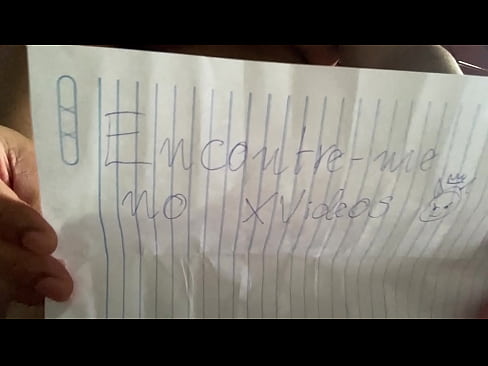 Encontre-me
no xVideos